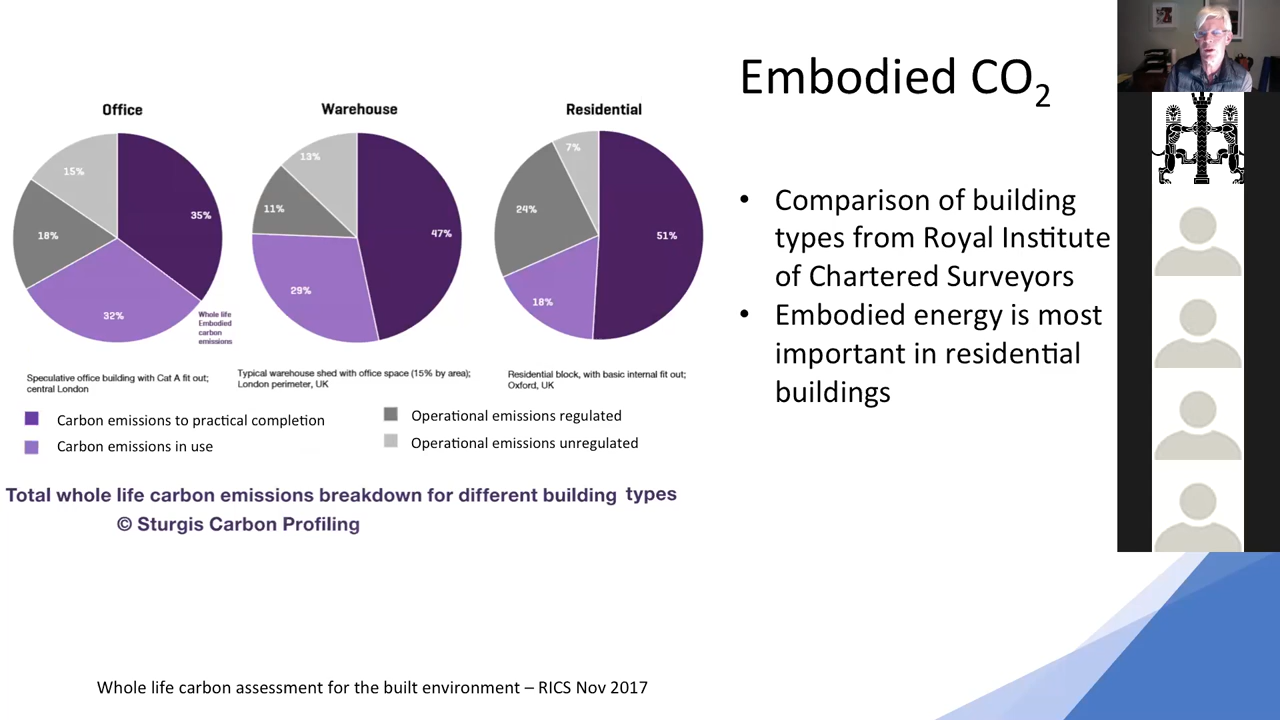 Embodied CO2
Office
Warehouse
Residential
15%
35%
18%
32%
Whole life
Embodied
carbon
emissions
13%
11%
47%
29%
7%
24%
51%
18%
Speculative office building with Cat A fit out;
central London
Typical warehouse shed with office space (15% by area);
London perimeter, UK
Residential block, with basic internal fit out;
Oxford, UK
Carbon emissions to practical completion
Carbon emissions in use
Operational emissions regulated
Operational emissions unregulated
Total whole life carbon emissions breakdown for different building types
© Sturgis Carbon Profiling
• Comparison of building
types from Royal Institute
of Chartered Surveyors
• Embodied energy is most
important in residential
buildings
Whole life carbon assessment for the built environment – RICS Nov 2017